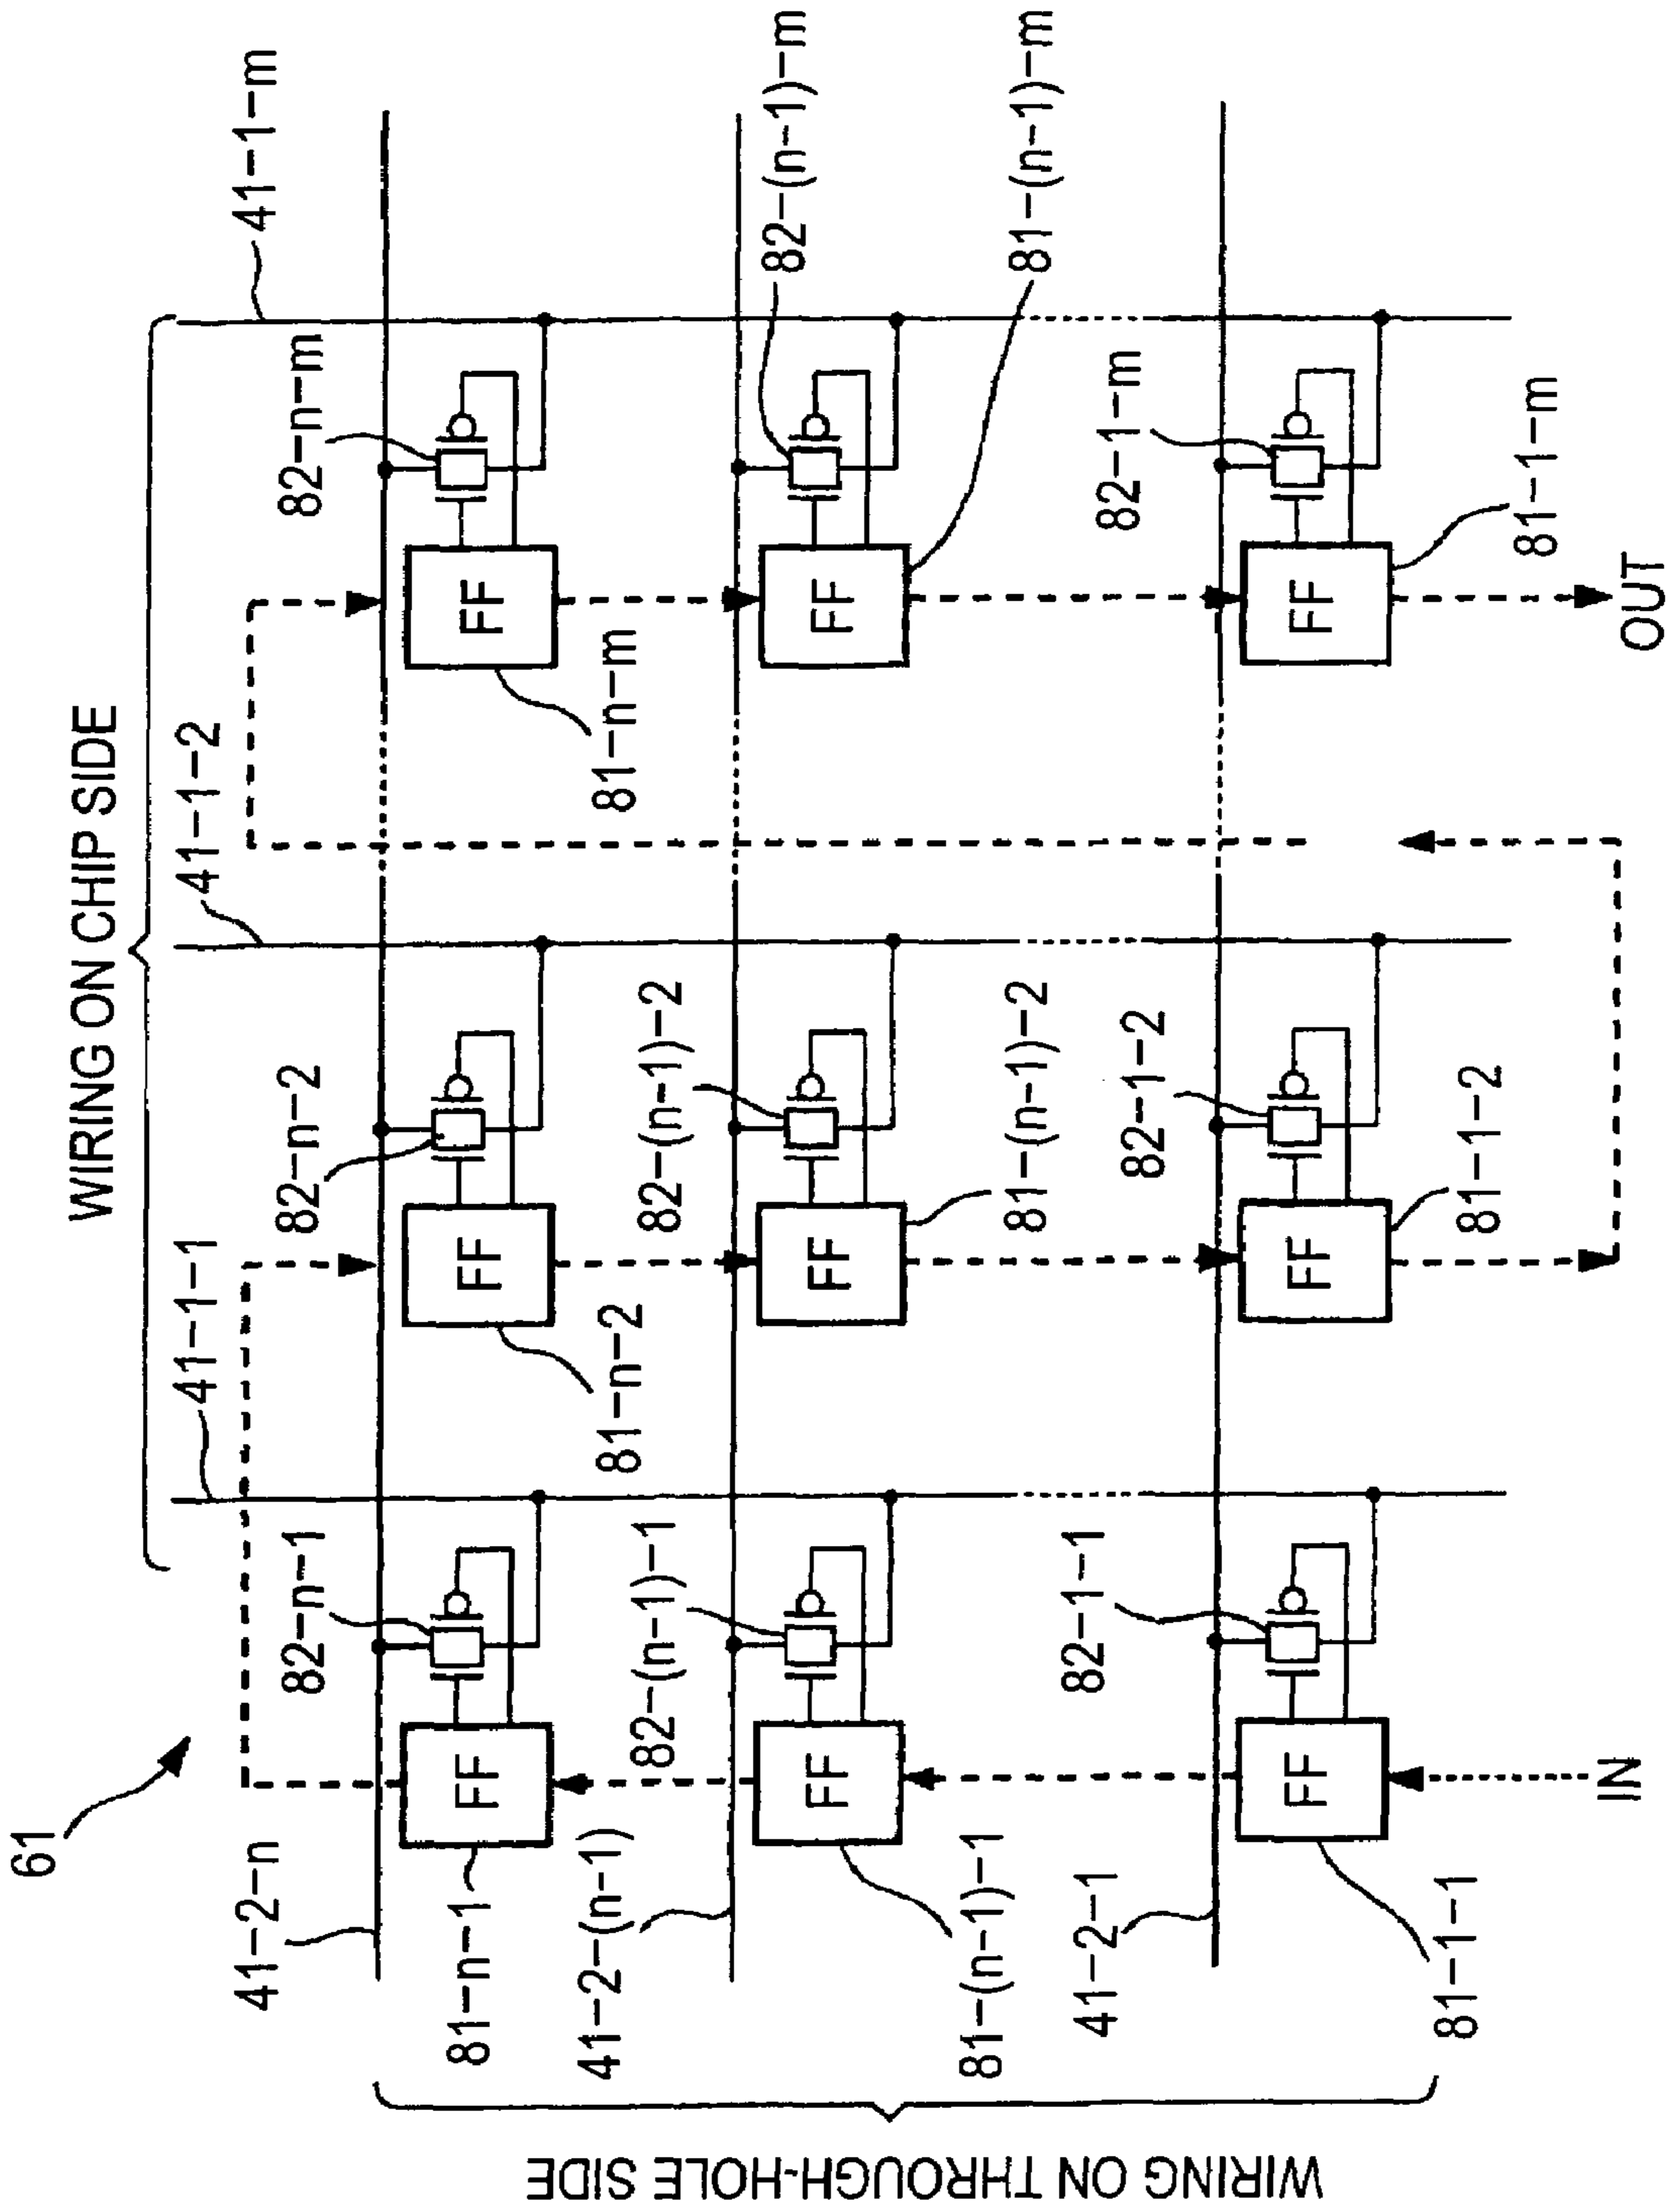 61
WIRING ON CHIP SIDE
41-1-1
41-1-2
41-1-m
41-2-n
82-n-1
82-n-2
82-n-m
FF
FF
FF
81-n-1
81-n-2
81-n-m
41-2-(n-1)
82-(n-1)-1
82-(n-1)-2
82-(n-1)-m
FF
FF
FF
81-(n-1)-1
81-(n-1)-2
81-(n-1)-m
41-2-1
82-1-1
82-1-2
82-1-m
FF
FF
FF
81-1-1
81-1-2
81-1-m
IN
OUT
WIRING ON THROUGH-HOLE SIDE